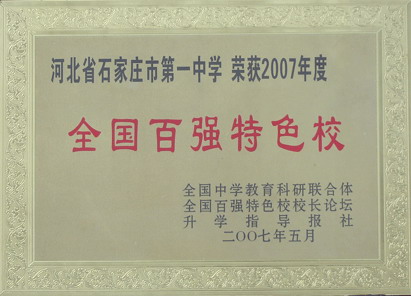 河北省石家庄市第一中学 荣获2007年度
全国百强特色校
全国中学教育科研联合体
全国百强特色校校长论坛
升学指导报社
二〇〇七年五月